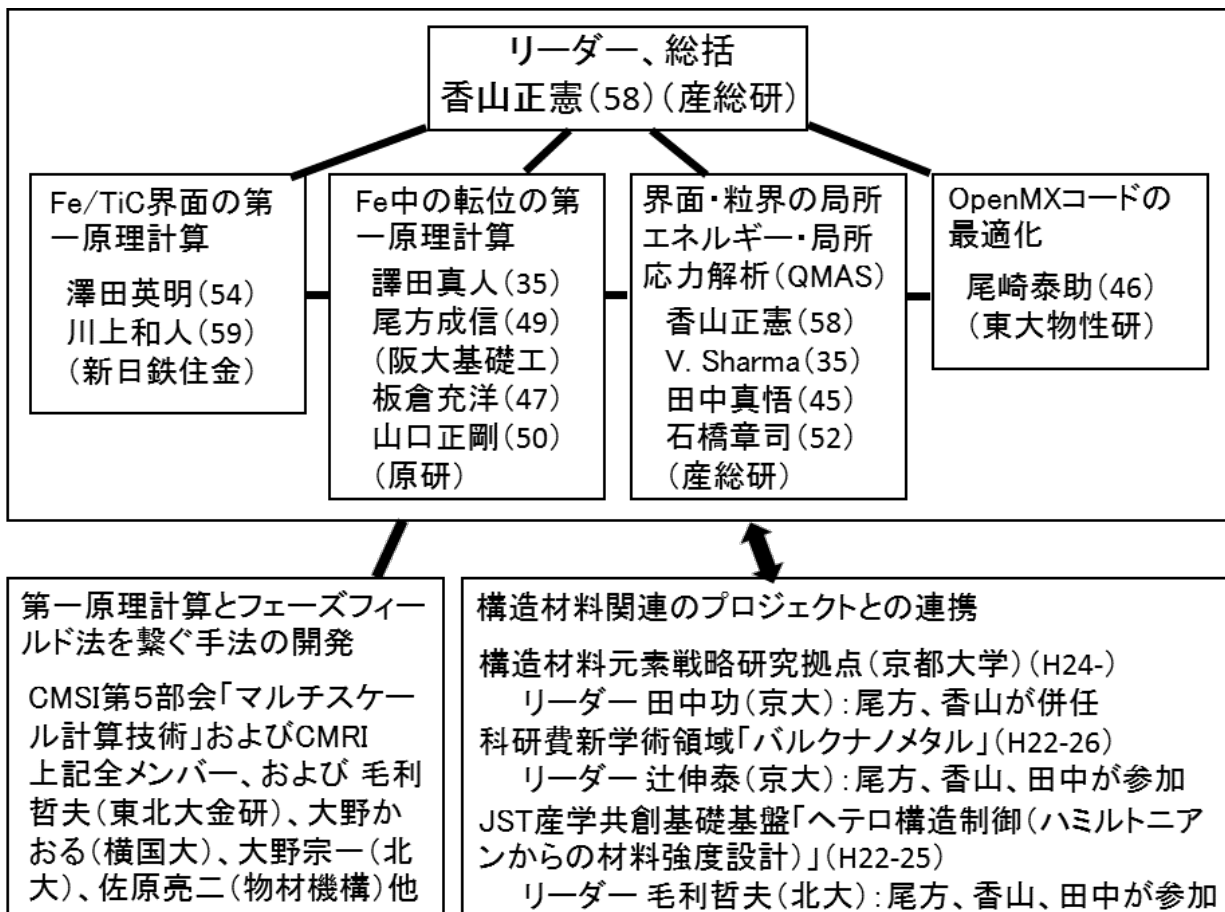 リーダー、総括
香山正憲(58)(産総研)
Fe/TiC界面の第
一原理計算
澤田英明(54)
川上和人(59)
(新日鉄住金)
Fe中の転位の第
一原理計算
譯田真人(35)
尾方成信(49)
(阪大基礎工)
板倉充洋(47)
山口正剛(50)
(原研)
界面・粒界の局所
エネルギー・局所
応力解析(QMAS)
香山正憲(58)
V. Sharma(35)
田中真悟(45)
石橋章司(52)
(産総研)
OpenMXコードの
最適化
尾崎泰助(46)
(東大物性研)
第一原理計算とフェーズフィー
ルド法を繋ぐ手法の開発
CMSI第5部会「マルチスケー
ル計算技術」およびCMRI
上記全メンバー、および 毛利
哲夫(東北大金研)、大野か
おる(横国大)、大野宗一(北
大)、佐原亮二(物材機構)他
構造材料関連のプロジェクトとの連携
構造材料元素戦略研究拠点(京都大学)(H24-)
リーダー 田中功(京大):尾方、香山が併任
科研費新学術領域「バルクナノメタル」(H22-26)
リーダー 辻伸泰(京大):尾方、香山、田中が参加
JST産学共創基礎基盤「ヘテロ構造制御(ハミルトニア
ンからの材料強度設計)」(H22-25)
リーダー 毛利哲夫(北大):尾方、香山、田中が参加